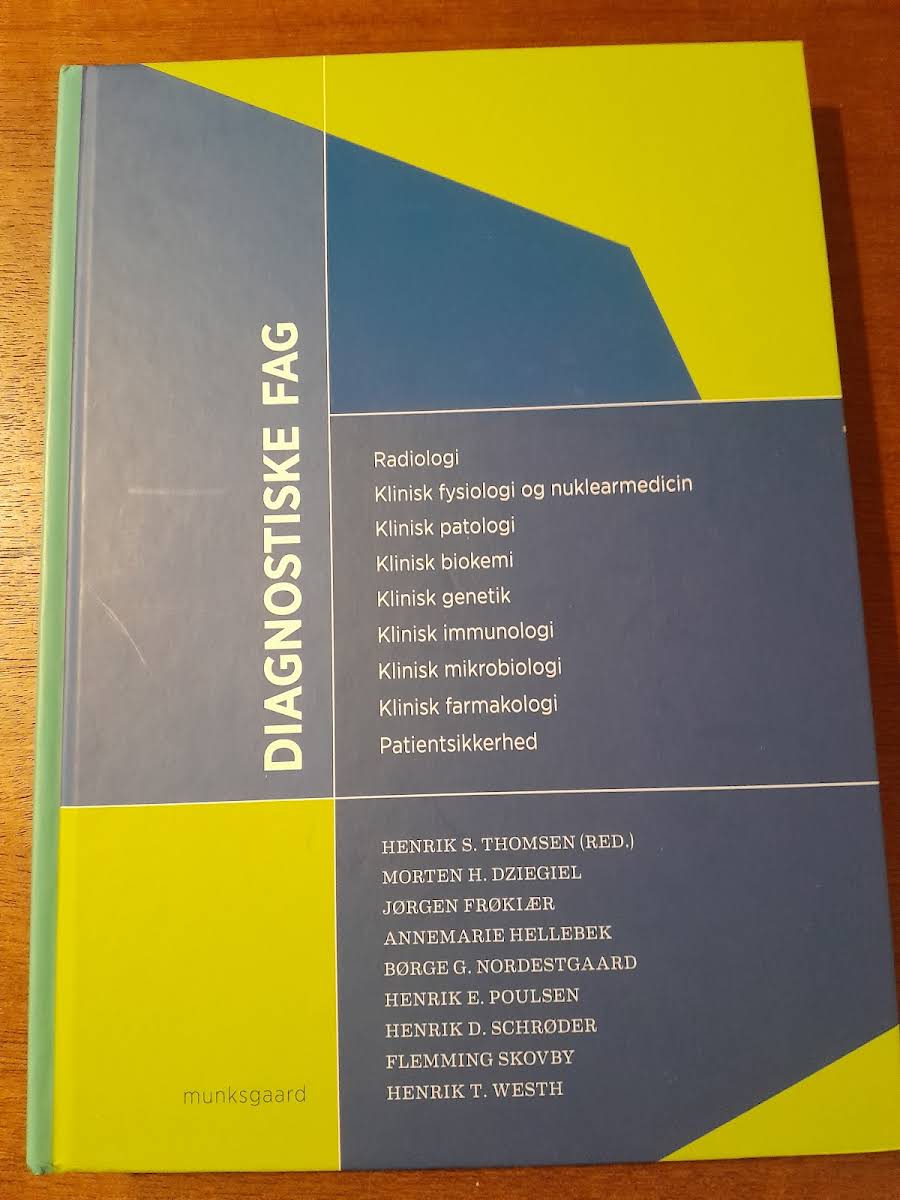 DIAGNOSTISKE FAG
Radiologi
Klinisk fysiologi og nuklearmedicin
Klinisk patologi
Klinisk biokemi
Klinisk genetik
Klinisk immunologi
Klinisk mikrobiologi
Klinisk farmakologi
Patientsikkerhed
HENRIK S. THOMSEN (RED.)
MORTEN H. DZIEGIEL
JØRGEN FRØKIÆR
ANNEMARIE HELLEBEK
BØRGE G. NORDESTGAARD
HENRIK E. POULSEN
HENRIK D. SCHRØDER
FLEMMING SKOVBY
HENRIK T. WESTH
munksgaard